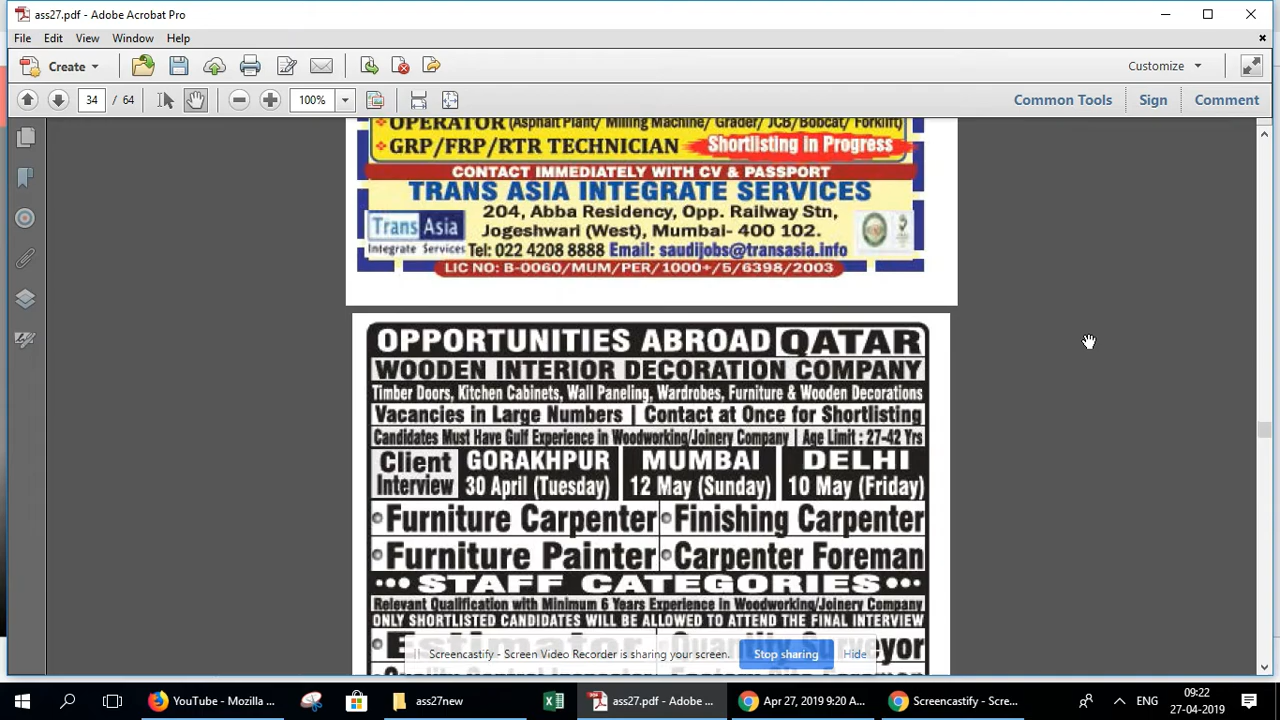 ass27.pdf - Adobe Acrobat Pro
File Edit View Window Help
Create
Customize
34 / 64
100%
Common Tools Sign Comment
OPERATOR (Asphalt Plant/ Milling Machine/ Grader/ JCB/Bobcat/ Forklift)
GRP/FRP/RTR TECHNICIAN Shortlisting in Progress
CONTACT IMMEDIATELY WITH CV & PASSPORT
TRANS ASIA INTEGRATE SERVICES
204, Abba Residency, Opp. Railway Stn,
Trans Asia
Jogeshwari (West), Mumbai- 400 102.
Integrate Services
Tel: 022 4208 8888 Email: saudijobs@transasia.info
LIC NO: B-0060/MUM/PER/1000+/5/6398/2003
OPPORTUNITIES ABROAD QATAR
WOODEN INTERIOR DECORATION COMPANY
Timber Doors, Kitchen Cabinets, Wall Paneling, Wardrobes, Furniture & Wooden Decorations
Vacancies in Large Numbers | Contact at Once for Shortlisting
Candidates Must Have Gulf Experience in Woodworking/Joinery Company | Age Limit : 27-42 Yrs
Client Interview
GORAKHPUR
30 April (Tuesday)
MUMBAI
12 May (Sunday)
DELHI
10 May (Friday)
Furniture Carpenter
Finishing Carpenter
Furniture Painter
Carpenter Foreman
STAFF CATEGORIES
Relevant Qualification with Minimum 6 Years Experience in Woodworking/Joinery Company
ONLY SHORTLISTED CANDIDATES WILL BE ALLOWED TO ATTEND THE FINAL INTERVIEW
Estimator
Quantity Surveyor
Screencastify - Screen Video Recorder is sharing your screen.
Stop sharing
Hide
YouTube - Mozilla ...
ass27new
ass27.pdf - Adobe ...
Apr 27, 2019 9:20 A...
Screencastify - Scre...
ENG
09:22
27-04-2019